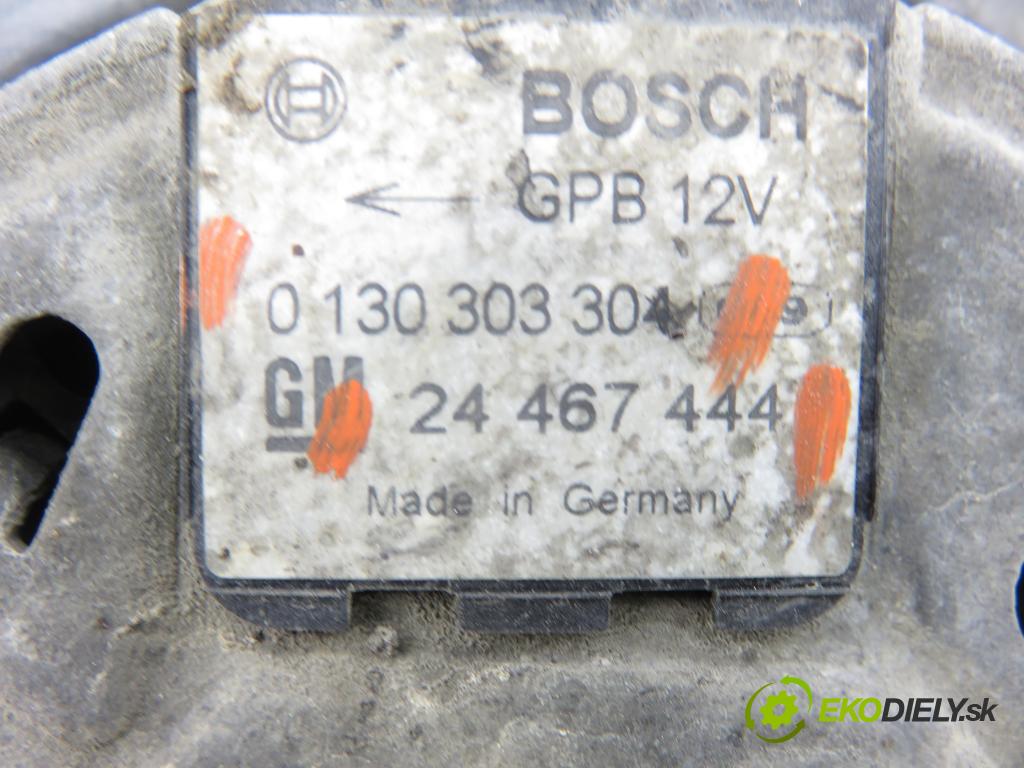 BOSCH
GPB 12V
0 130 303 304
GM 24 467 444
Made in Germany
EKODIELY.sk